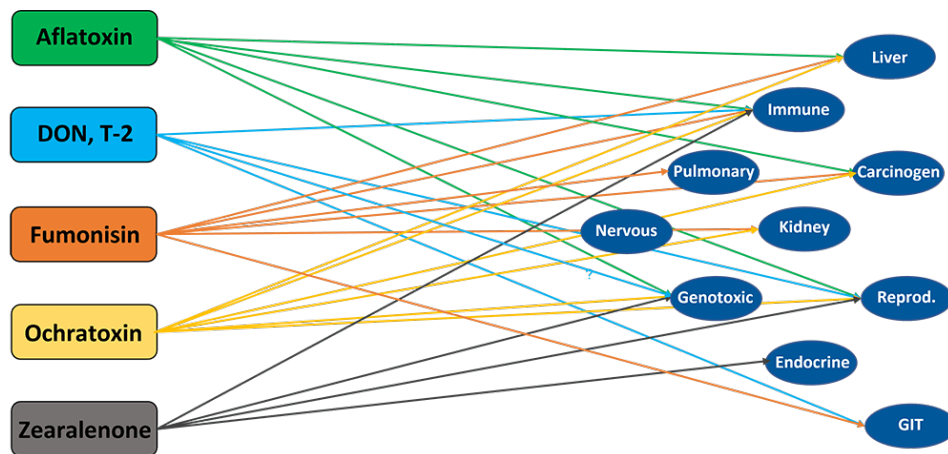 Aflatoxin
DON, T-2
Fumonisin
Ochratoxin
Zearalenone
Liver
Immune
Pulmonary
Carcinogen
Nervous
Kidney
?
Genotoxic
Reprod.
Endocrine
GIT